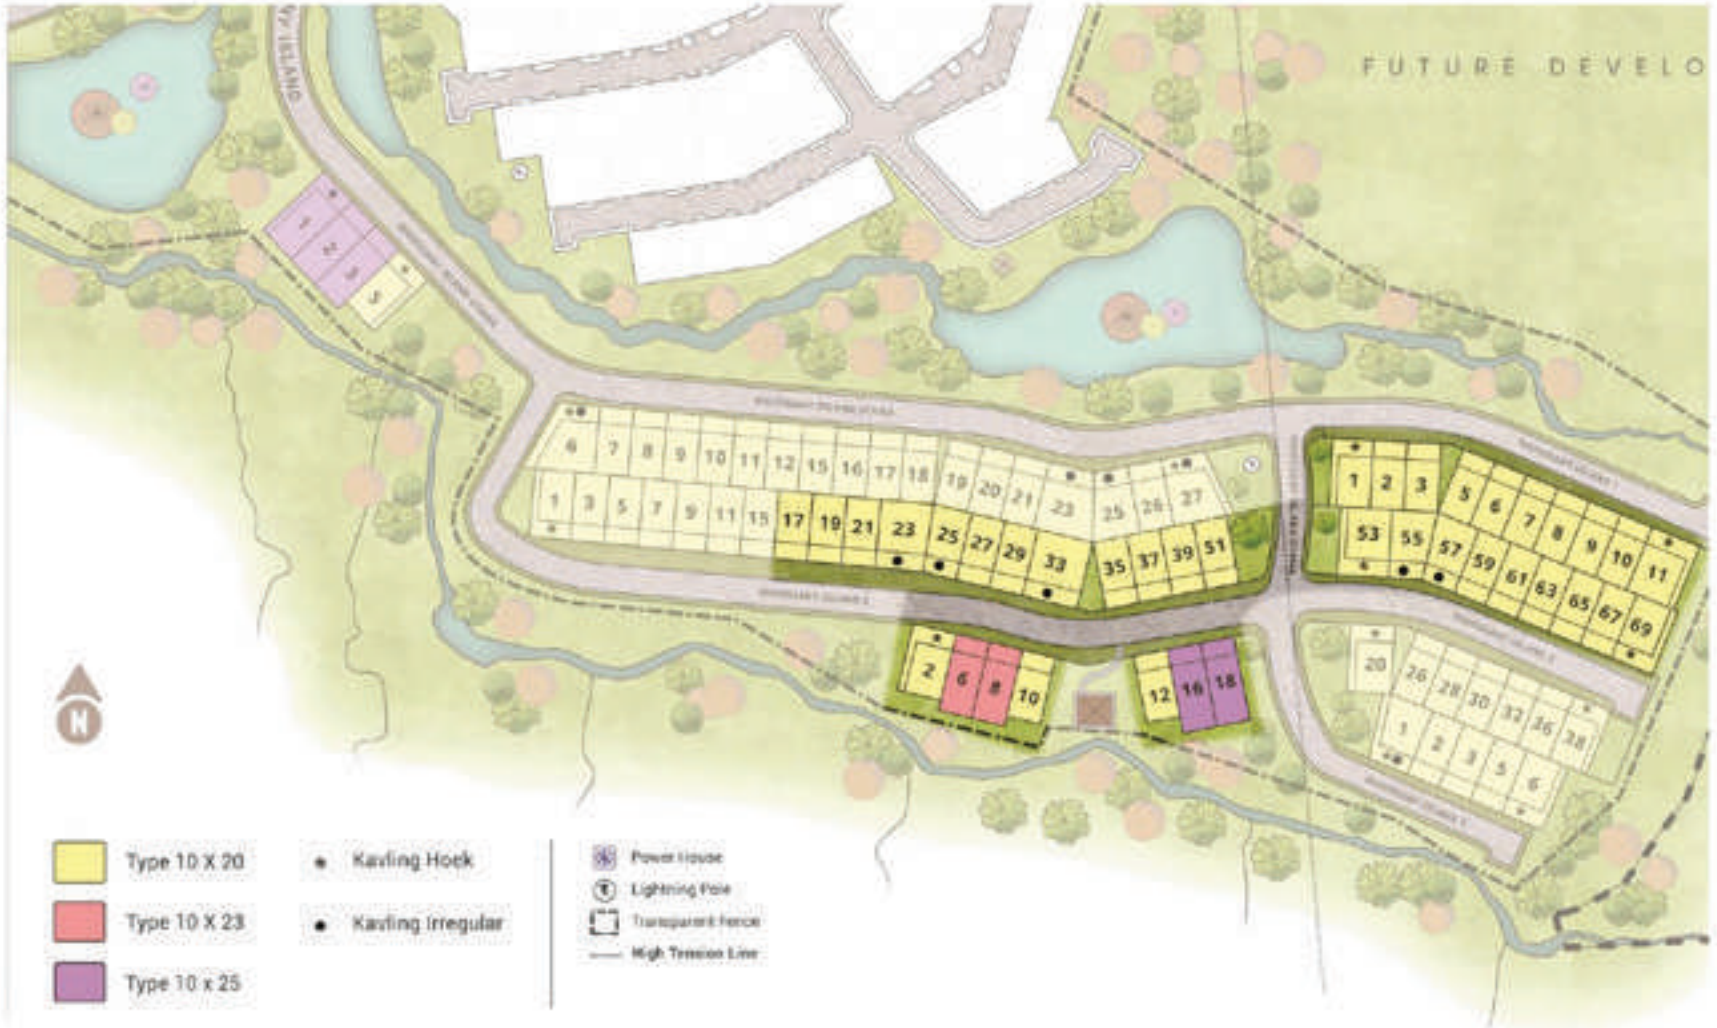 FUTURE DEVELO
ISLAND
1
2
3
5
6 7 8 9 10 11 12 15 16 17 18 19 20 21 23 25 26 27
1 3 5 7 9 11 15 17 19 21 23 25 27 29 33 35 37 39 51
1 2 3 5 6 7 8 9 10 11
53 55 57 59 61 63 65 67 69
2 6 8 10 12 16 18
20 26 28 30 32 36 38
1 2 3 5 6
N
Type 10 X 20
Type 10 X 23
Type 10 x 25
Kavling Hoek
Kavling Irregular
Power House
Lightning Pole
Transparent Fence
High Tension Line